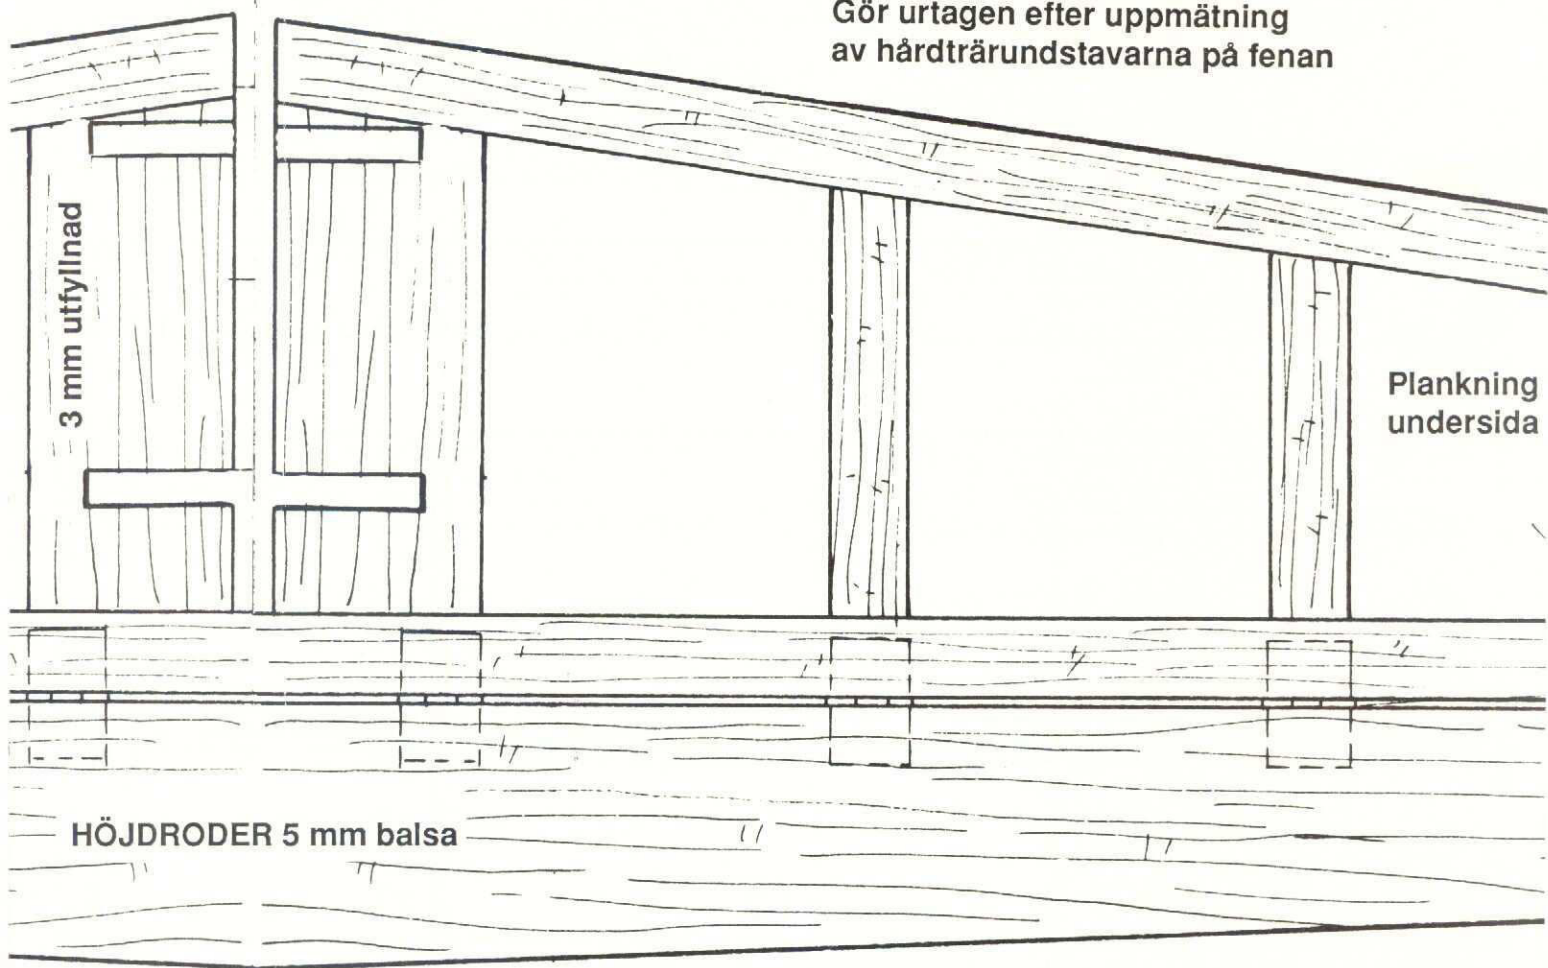 Gör urtagen efter uppmätning
av hårdträrundstavarna på fenan
3 mm utfyllnad
Plankning
undersida
HÖJDRODER 5 mm balsa